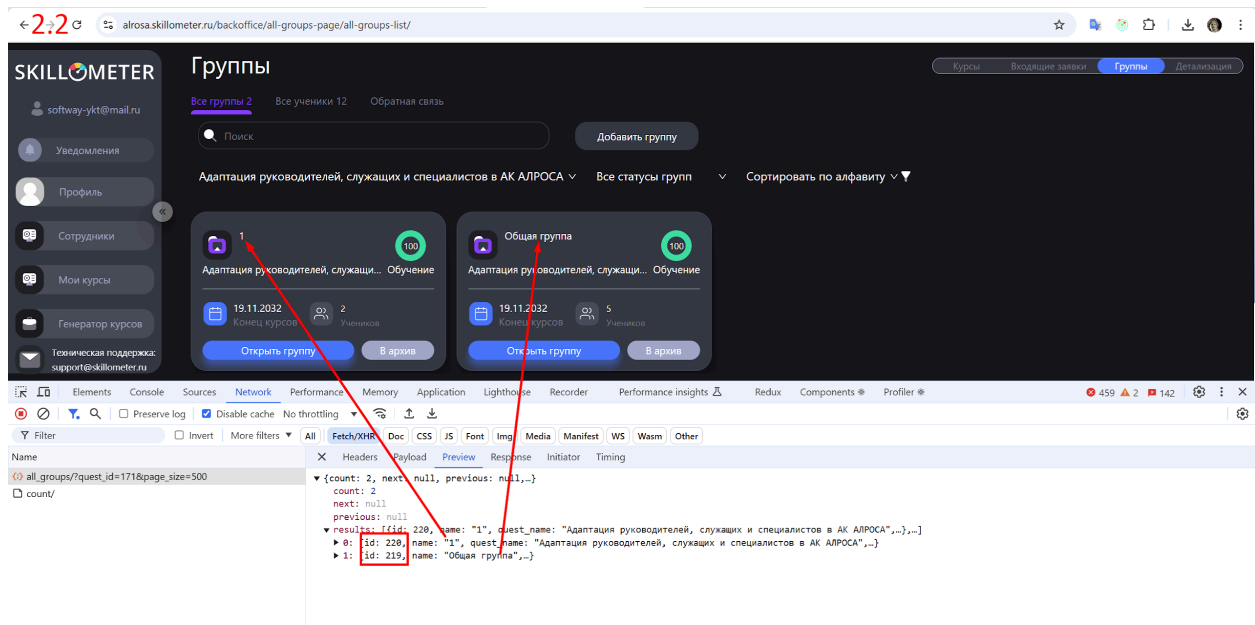 2.2
alrosa.skillometer.ru/backoffice/all-groups-page/all-groups-list/
SKILLOMETER
softway-ykt@mail.ru
Уведомления
Профиль
Сотрудники
Мои курсы
Генератор курсов
Техническая поддержка:
support@skillometer.ru
Группы
Курсы Входящие заявки Группы Детализация
Все группы 2 Все ученики 12 Обратная связь
Поиск
Добавить группу
Адаптация руководителей, служащих и специалистов в АК АЛРОСА Все статусы групп Сортировать по алфавиту
1
100
Адаптация руководителей, служащи... Обучение
19.11.2032 2
Конец курсов Учеников
Открыть группу В архив
Общая группа
100
Адаптация руководителей, служащи... Обучение
19.11.2032 5
Конец курсов Учеников
Открыть группу В архив
Elements Console Sources Network Performance Memory Application Lighthouse Recorder Performance insights Redux Components Profiler 459 2 142
Preserve log Disable cache No throttling
Filter Invert More filters All Fetch/XHR Doc CSS JS Font Img Media Manifest WS Wasm Other
Name
all_groups/?quest_id=171&page_size=500
count/
Headers Payload Preview Response Initiator Timing
{count: 2, next: null, previous: null,…}
count: 2
next: null
previous: null
results: [{id: 220, name: "1", quest_name: "Адаптация руководителей, служащих и специалистов в АК АЛРОСА",…},…]
0: {id: 220, name: "1", quest_name: "Адаптация руководителей, служащих и специалистов в АК АЛРОСА",…}
1: {id: 219, name: "Общая группа",…}